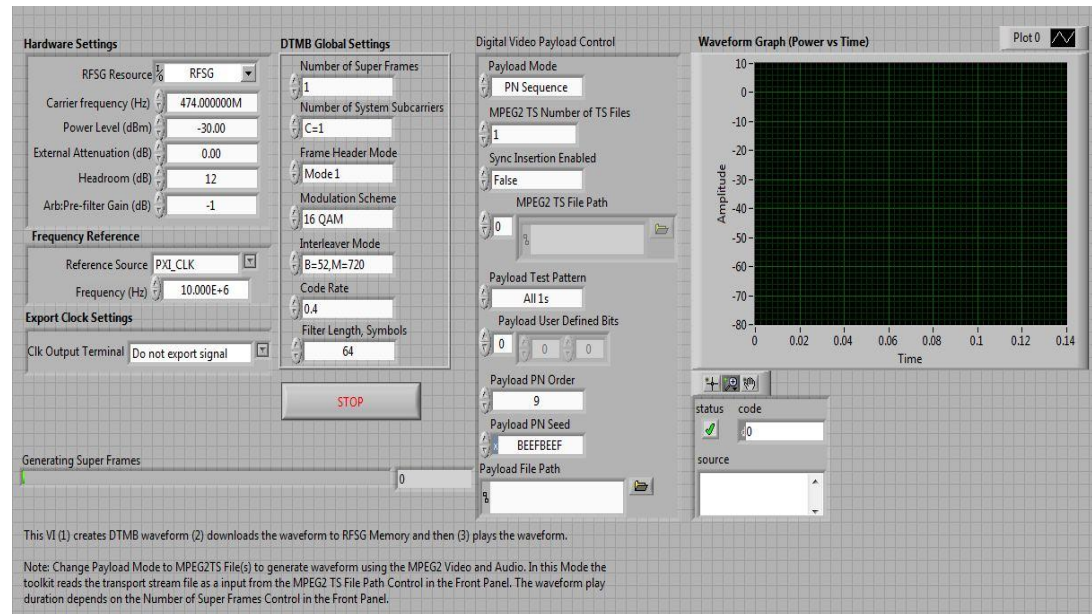 Hardware Settings
RFSG Resource RFSG
Carrier frequency (Hz) 474.000000M
Power Level (dBm) -30.00
External Attenuation (dB) 0.00
Headroom (dB) 12
Arb:Pre-filter Gain (dB) -1
Frequency Reference
Reference Source PXI_CLK
Frequency (Hz) 10.000E+6
Export Clock Settings
Clk Output Terminal Do not export signal
DTMB Global Settings
Number of Super Frames
1
Number of System Subcarriers
C=1
Frame Header Mode
Mode 1
Modulation Scheme
16 QAM
Interleaver Mode
B=52,M=720
Code Rate
0.4
Filter Length, Symbols
64
STOP
Generating Super Frames
0
Digital Video Payload Control
Payload Mode
PN Sequence
MPEG2 TS Number of TS Files
1
Sync Insertion Enabled
False
MPEG2 TS File Path
0
Payload Test Pattern
All 1s
Payload User Defined Bits
0 0 0
Payload PN Order
9
Payload PN Seed
x BEEFBEEF
Payload File Path
Waveform Graph (Power vs Time)
Plot 0
Amplitude
10-
0-
-10-
-20-
-30-
-40-
-50-
-60-
-70-
-80-
0 0.02 0.04 0.06 0.08 0.1 0.12 0.14
Time
status code
0
source
This VI (1) creates DTMB waveform (2) downloads the waveform to RFSG Memory and then (3) plays the waveform.
Note: Change Payload Mode to MPEG2TS File(s) to generate waveform using the MPEG2 Video and Audio. In this Mode the
toolkit reads the transport stream file as a input from the MPEG2 TS File Path Control in the Front Panel. The waveform play
duration depends on the Number of Super Frames Control in the Front Panel.